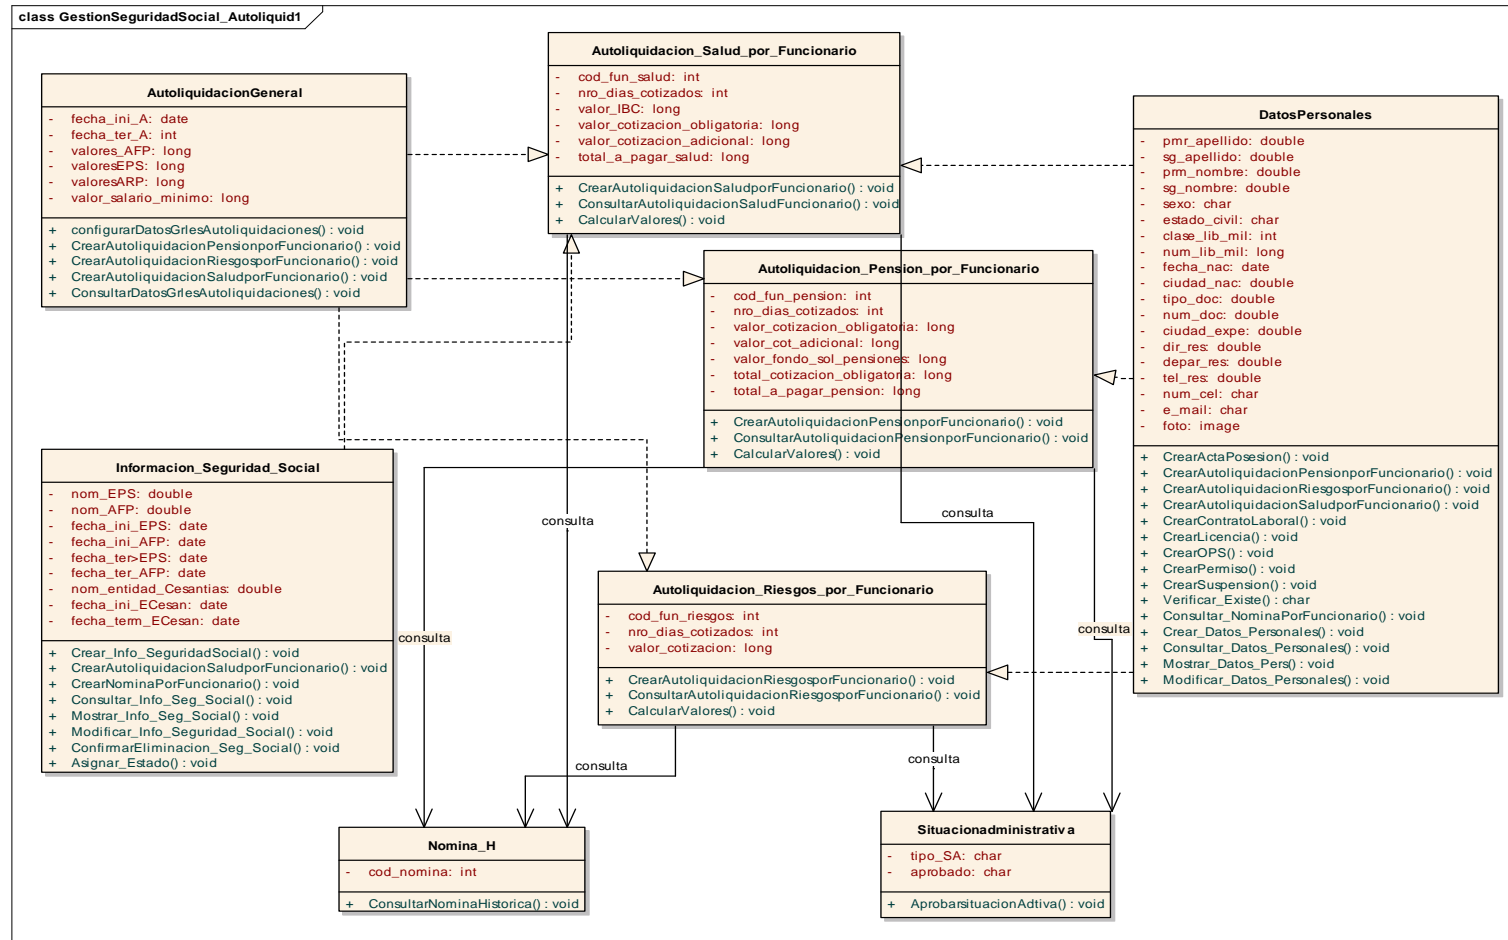 class GestionSeguridadSocial_Autoliquid1
AutoliquidacionGeneral
- fecha_ini_A: date
- fecha_ter_A: int
- valores_AFP: long
- valoresEPS: long
- valoresARP: long
- valor_salario_minimo: long
+ configurarDatosGrlesAutoliquidaciones() : void
+ CrearAutoliquidacionPensionporFuncionario() : void
+ CrearAutoliquidacionRiesgosporFuncionario() : void
+ CrearAutoliquidacionSaludporFuncionario() : void
+ ConsultarDatosGrlesAutoliquidaciones() : void
Autoliquidacion_Salud_por_Funcionario
- cod_fun_salud: int
- nro_dias_cotizados: int
- valor_IBC: long
- valor_cotizacion_obligatoria: long
- valor_cotizacion_adicional: long
- total_a_pagar_salud: long
+ CrearAutoliquidacionSaludporFuncionario() : void
+ ConsultarAutoliquidacionSaludFuncionario() : void
+ CalcularValores() : void
Autoliquidacion_Pension_por_Funcionario
- cod_fun_pension: int
- nro_dias_cotizados: int
- valor_cotizacion_obligatoria: long
- valor_cot_adicional: long
- valor_fondo_sol_pensiones: long
- total_cotizacion_obligatoria: long
- total_a_pagar_pension: long
+ CrearAutoliquidacionPensionporFuncionario() : void
+ ConsultarAutoliquidacionPensionporFuncionario() : void
+ CalcularValores() : void
DatosPersonales
- pmr_apellido: double
- sg_apellido: double
- prm_nombre: double
- sg_nombre: double
- sexo: char
- estado_civil: char
- clase_lib_mil: int
- num_lib_mil: long
- fecha_nac: date
- ciudad_nac: double
- tipo_doc: double
- num_doc: double
- ciudad_expe: double
- dir_res: double
- depar_res: double
- tel_res: double
- num_cel: char
- e_mail: char
- foto: image
+ CrearActaPosesion() : void
+ CrearAutoliquidacionPensionporFuncionario() : void
+ CrearAutoliquidacionRiesgosporFuncionario() : void
+ CrearAutoliquidacionSaludporFuncionario() : void
+ CrearContratoLaboral() : void
+ CrearLicencia() : void
+ CrearOPS() : void
+ CrearPermiso() : void
+ CrearSuspension() : void
+ Verificar_Existe() : char
+ Consultar_NominaPorFuncionario() : void
+ Crear_Datos_Personales() : void
+ Consultar_Datos_Personales() : void
+ Mostrar_Datos_Pers() : void
+ Modificar_Datos_Personales() : void
Informacion_Seguridad_Social
- nom_EPS: double
- nom_AFP: double
- fecha_ini_EPS: date
- fecha_ini_AFP: date
- fecha_ter>EPS: date
- fecha_ter_AFP: date
- nom_entidad_Cesantias: double
- fecha_ini_ECesan: date
- fecha_term_ECesan: date
+ Crear_Info_SeguridadSocial() : void
+ CrearAutoliquidacionSaludporFuncionario() : void
+ CrearNominaPorFuncionario() : void
+ Consultar_Info_Seg_Social() : void
+ Mostrar_Info_Seg_Social() : void
+ Modificar_Info_Seguridad_Social() : void
+ ConfirmarEliminacion_Seg_Social() : void
+ Asignar_Estado() : void
consulta
consulta
consulta
consulta
Autoliquidacion_Riesgos_por_Funcionario
- cod_fun_riesgos: int
- nro_dias_cotizados: int
- valor_cotizacion: long
+ CrearAutoliquidacionRiesgosporFuncionario() : void
+ ConsultarAutoliquidacionRiesgosporFuncionario() : void
+ CalcularValores() : void
consulta
consulta
Nomina_H
- cod_nomina: int
+ ConsultarNominaHistorica() : void
Situacionadministrativa
- tipo_SA: char
- aprobado: char
+ AprobarsituacionAdtiva() : void